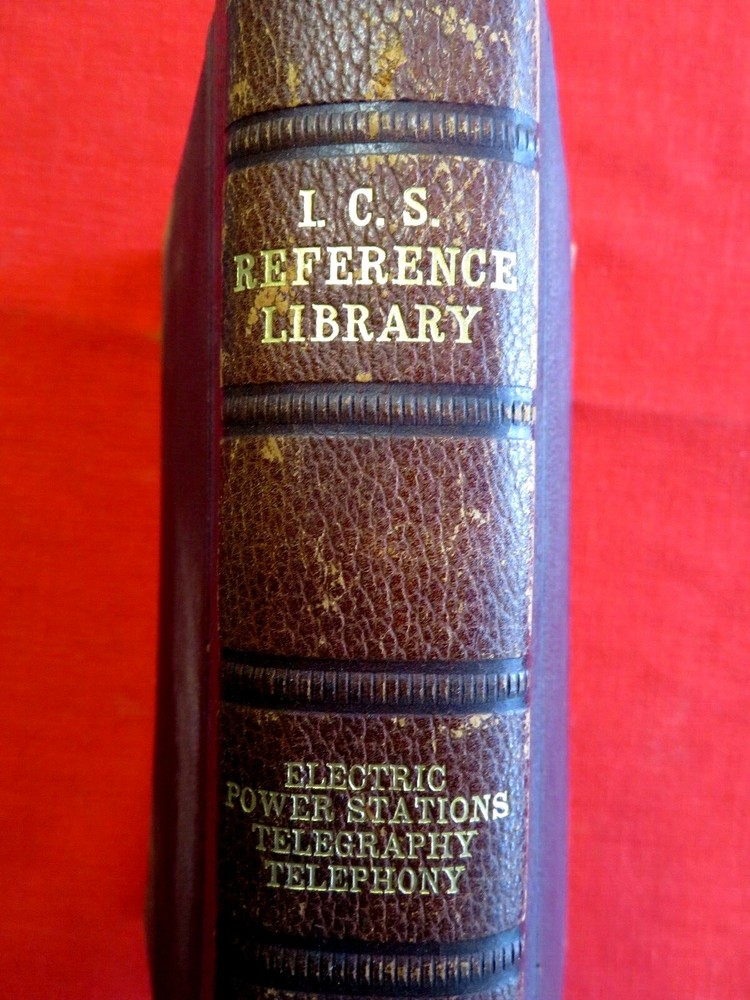 I. C. S.
REFERENCE
LIBRARY
ELECTRIC
POWER STATIONS
TELEGRAPHY
TELEPHONY